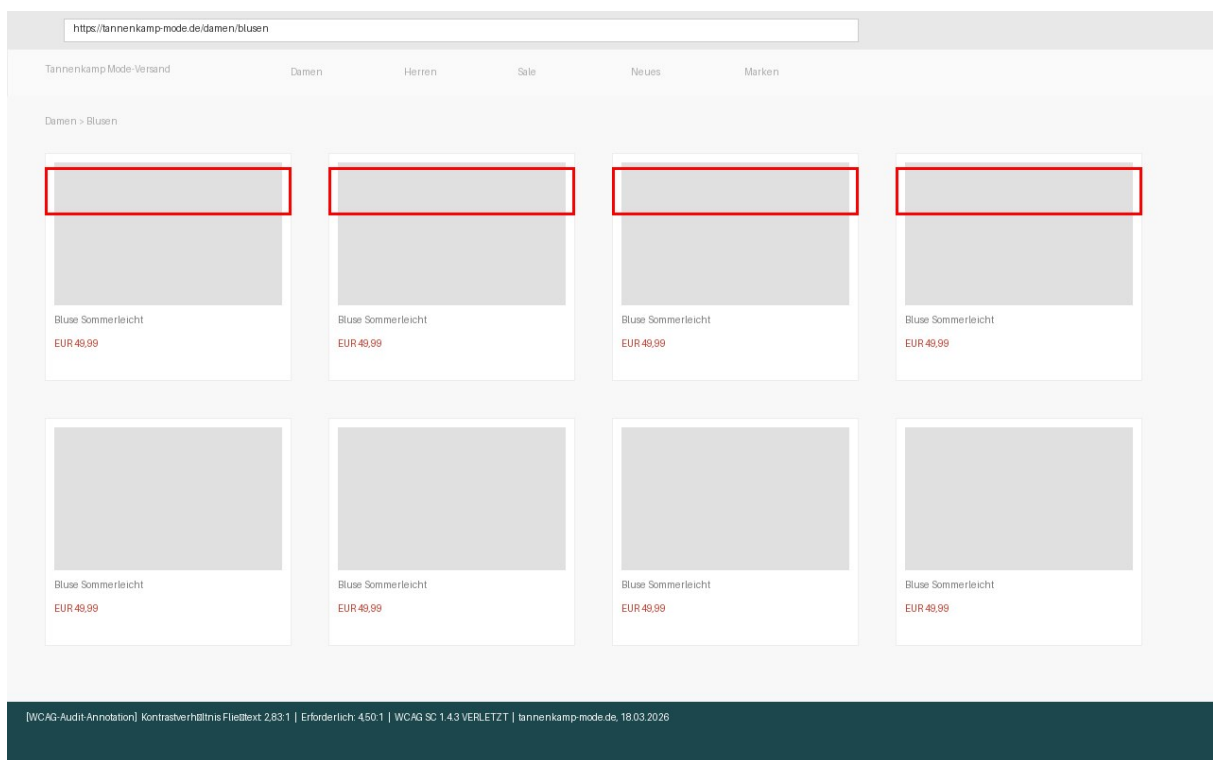 https://tannenkamp-mode.de/damen/blusen
Tannenkamp Mode-Versand Damen Herren Sale Neues Marken
Damen > Blusen
Bluse Sommerleicht Bluse Sommerleicht Bluse Sommerleicht Bluse Sommerleicht
EUR 49,99 EUR 49,99 EUR 49,99 EUR 49,99
Bluse Sommerleicht Bluse Sommerleicht Bluse Sommerleicht Bluse Sommerleicht
EUR 49,99 EUR 49,99 EUR 49,99 EUR 49,99
[WCAG-Audit-Annotation] Kontrastverh□ltnis Flie□text: 2,83:1 | Erforderlich: 4,50:1 | WCAG SC 1.4.3 VERLETZT | tannenkamp-mode.de, 18.03.2026